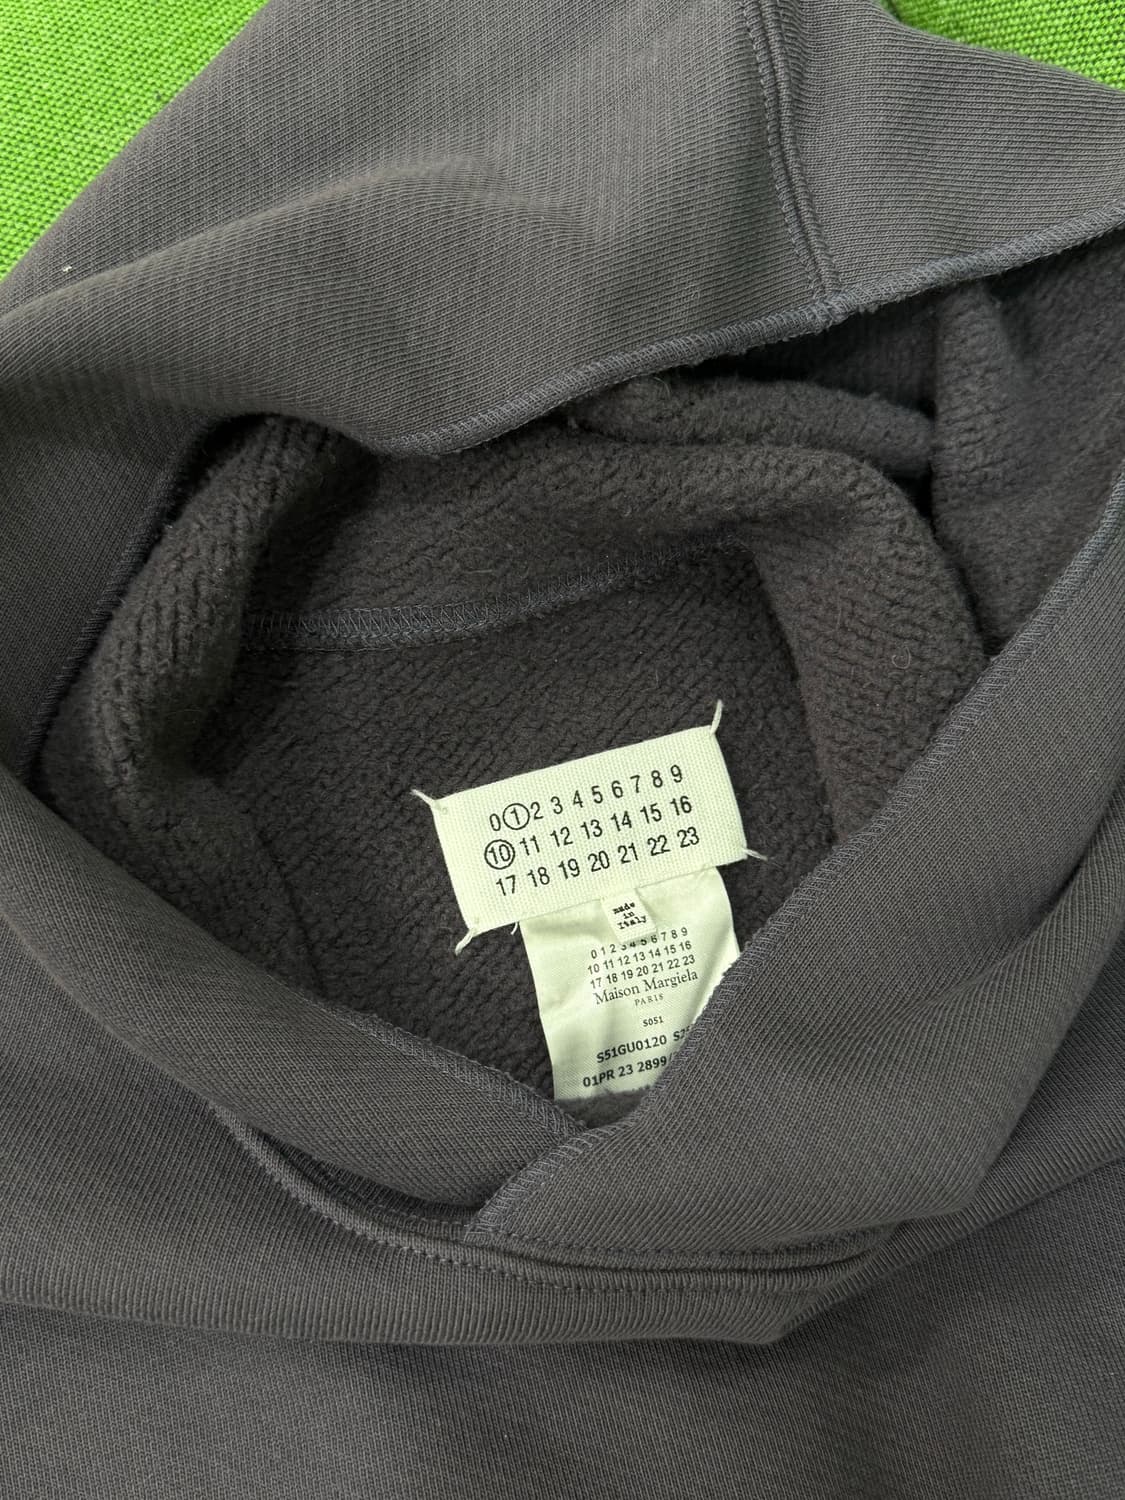 0 1 2 3 4 5 6 7 8 9
10 11 12 13 14 15 16
17 18 19 20 21 22 23
made
in
Italy
0 1 2 3 4 5 6 7 8 9
10 11 12 13 14 15 16
17 18 19 20 21 22 23
Maison Margiela
PARIS
S051
S51GU0120
01PR 23 2899